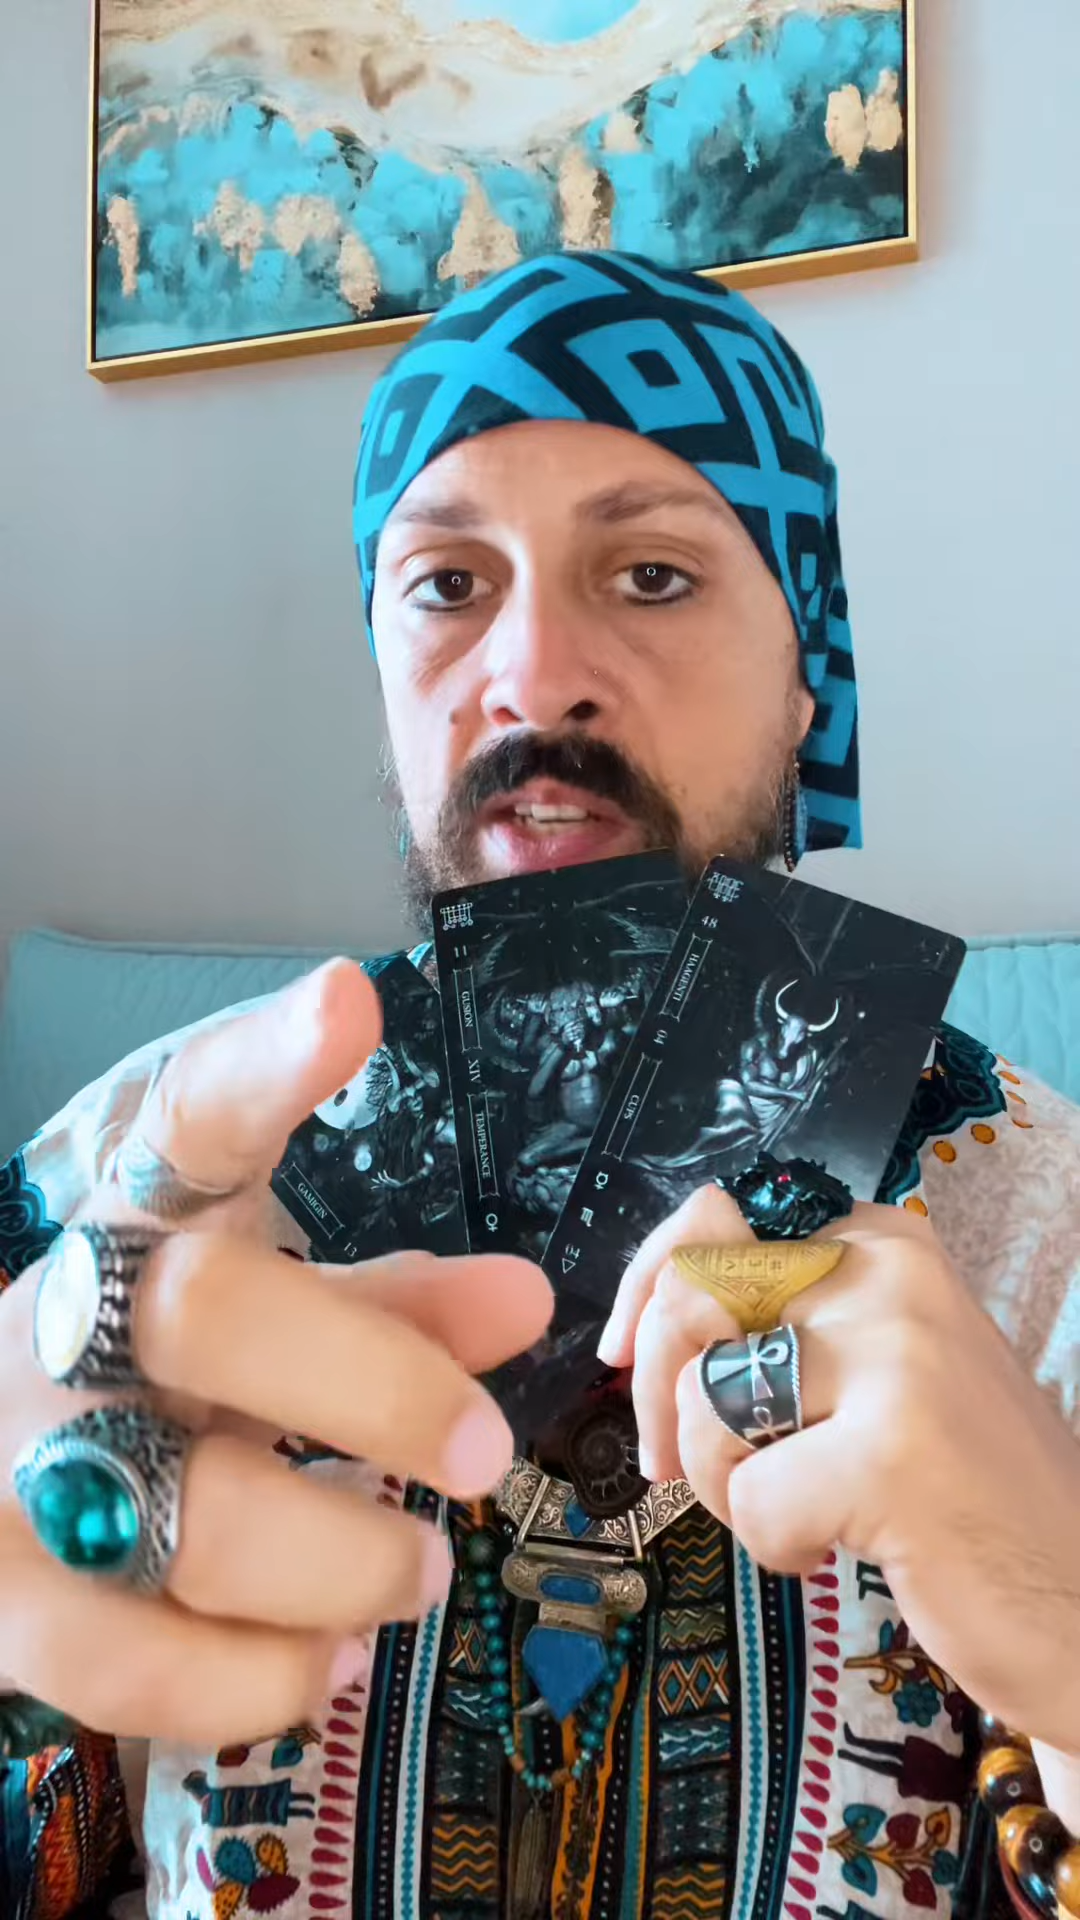 11
GUSION
XIV
TEMPERANCE
48
HAAGENTI
04
CUPS
GAMIGIN
13